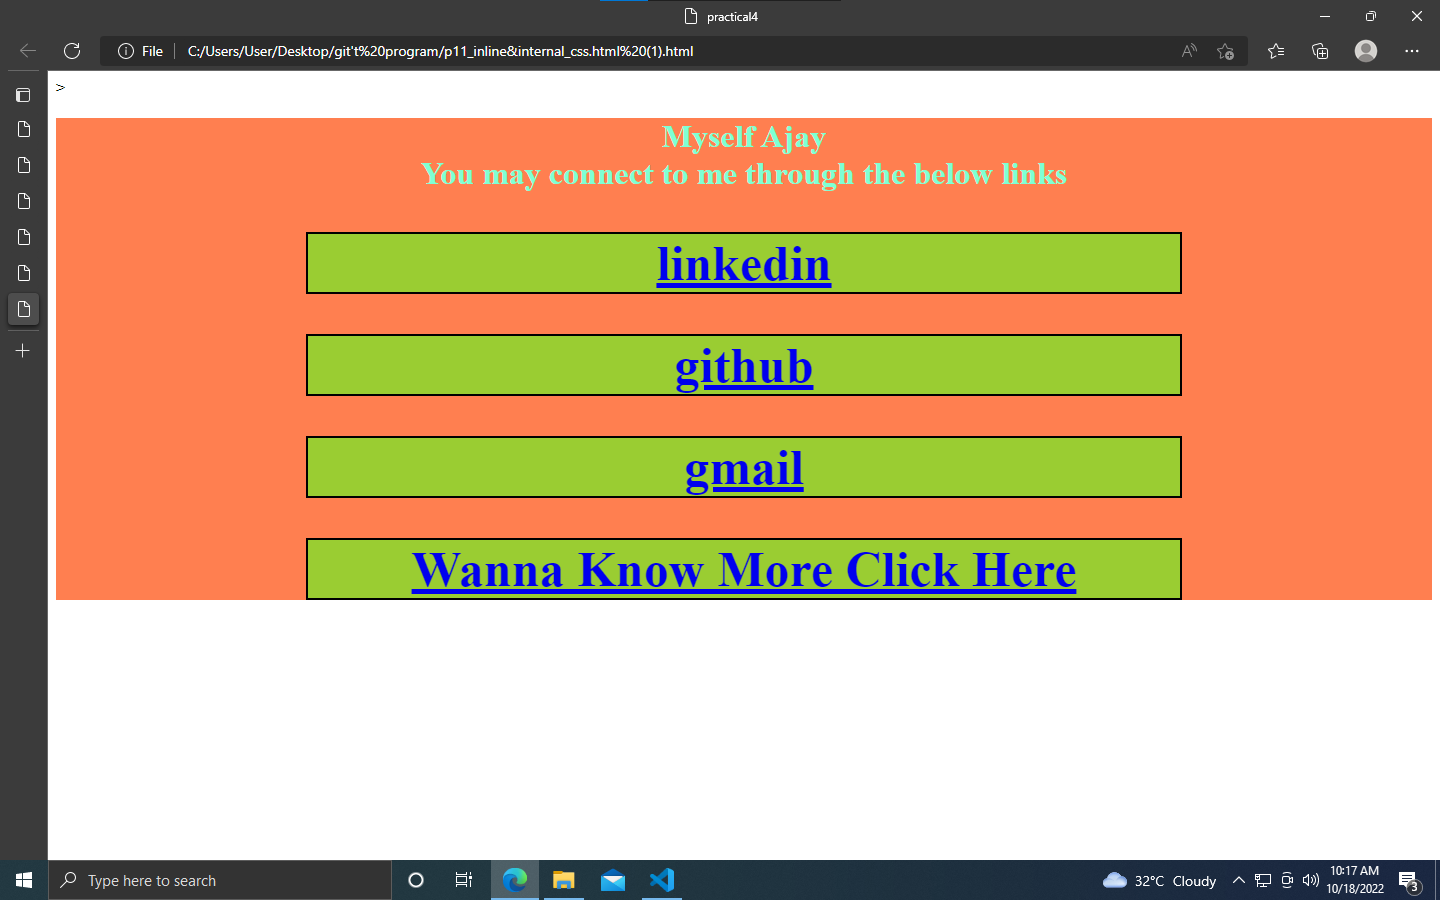 practical4
File
C:/Users/User/Desktop/git't%20program/p11_inline&internal_css.html%20(1).html
>
Myself Ajay
You may connect to me through the below links
linkedin
github
gmail
Wanna Know More Click Here
Type here to search
32°C Cloudy
10:17 AM
10/18/2022
3